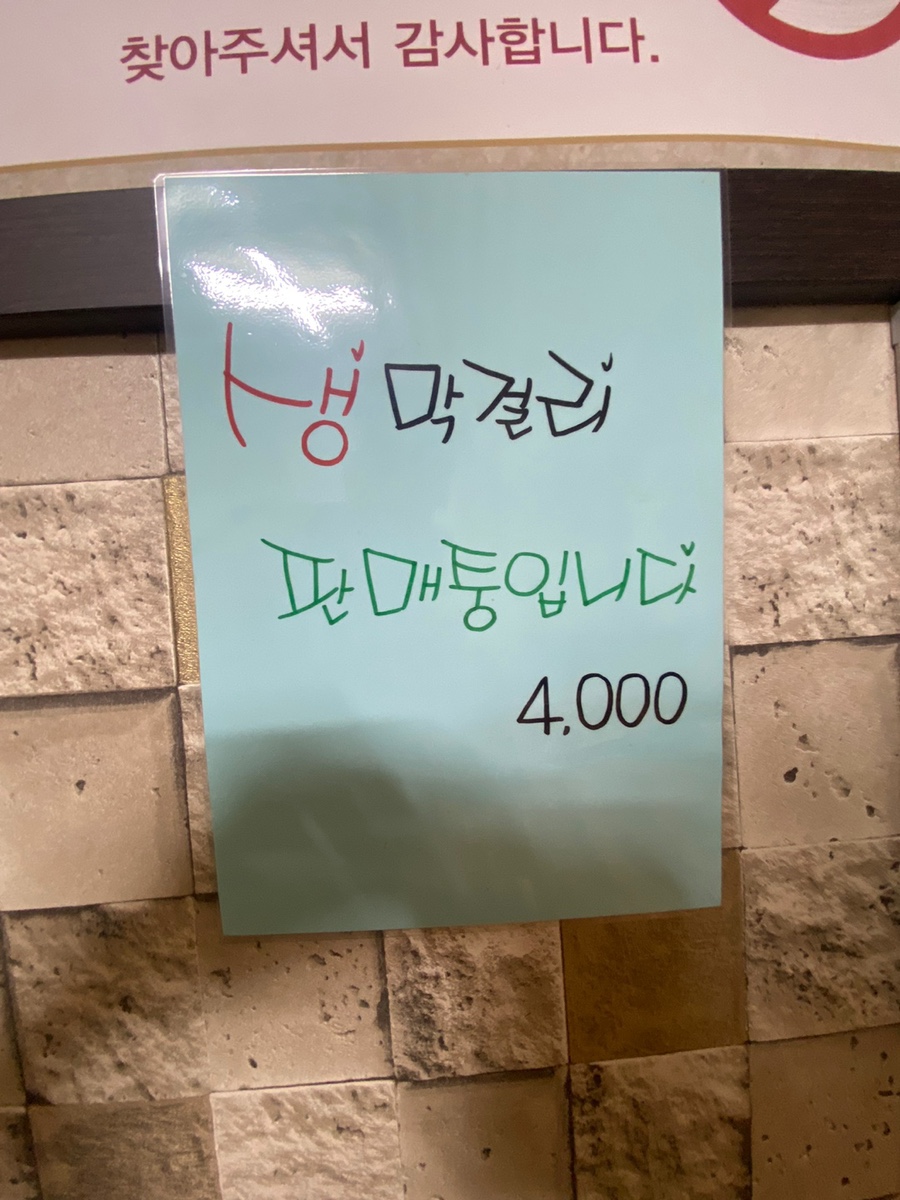 찾아주셔서 감사합니다.
생막걸리
판매중입니다
4,000